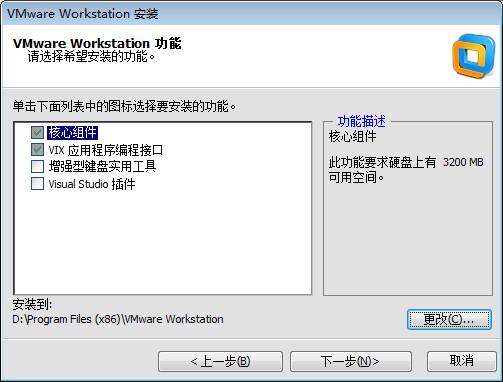 VMware Workstation 安装
VMware Workstation 功能
请选择希望安装的功能。
单击下面列表中的图标选择要安装的功能。
核心组件
VIX 应用程序编程接口
增强型键盘实用工具
Visual Studio 插件
功能描述
核心组件
此功能要求硬盘上有 3200 MB
可用空间。
安装到:
D:\Program Files (x86)\VMware Workstation
更改(C)...
<上一步(B)
下一步(N)>
取消